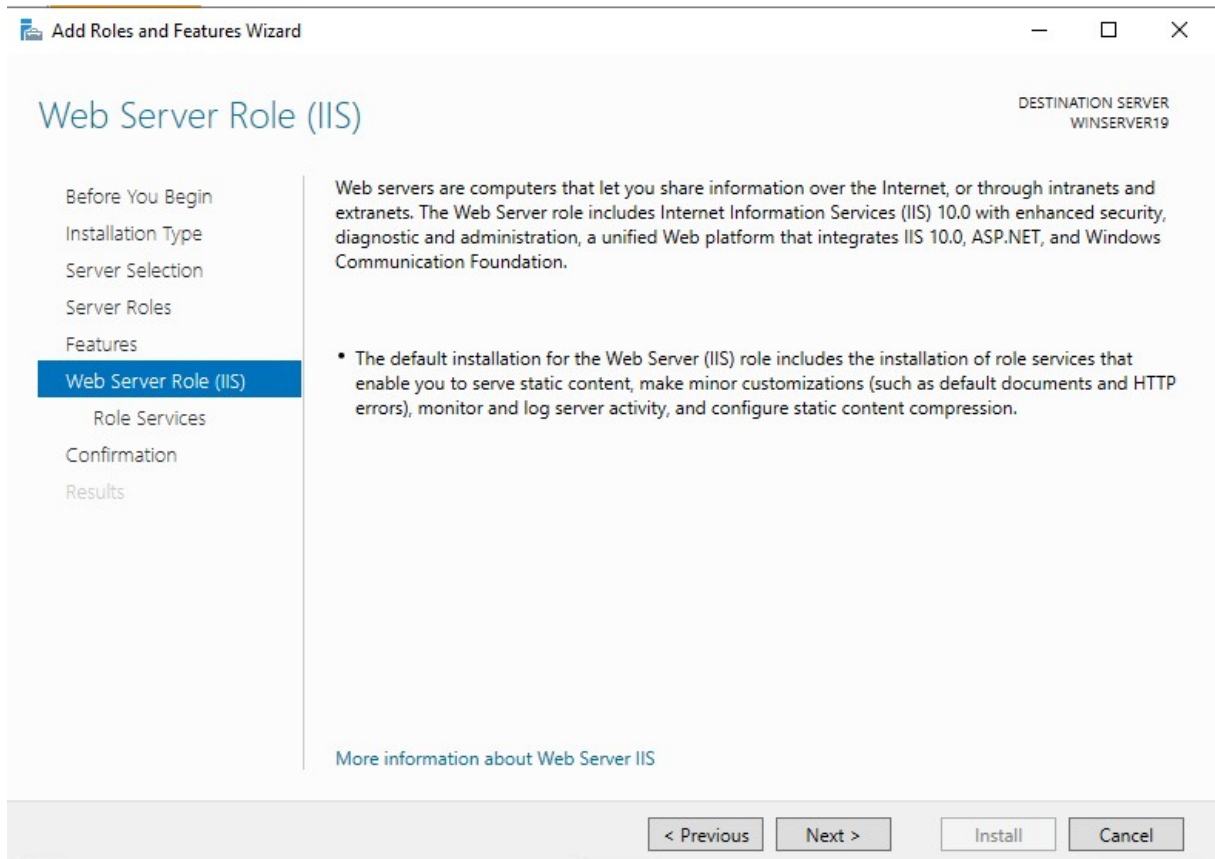 Add Roles and Features Wizard
Web Server Role (IIS)
DESTINATION SERVER
WINSERVER19
Before You Begin
Installation Type
Server Selection
Server Roles
Features
Web Server Role (IIS)
Role Services
Confirmation
Results
Web servers are computers that let you share information over the Internet, or through intranets and
extranets. The Web Server role includes Internet Information Services (IIS) 10.0 with enhanced security,
diagnostic and administration, a unified Web platform that integrates IIS 10.0, ASP.NET, and Windows
Communication Foundation.
• The default installation for the Web Server (IIS) role includes the installation of role services that
enable you to serve static content, make minor customizations (such as default documents and HTTP
errors), monitor and log server activity, and configure static content compression.
More information about Web Server IIS
< Previous
Next >
Install
Cancel